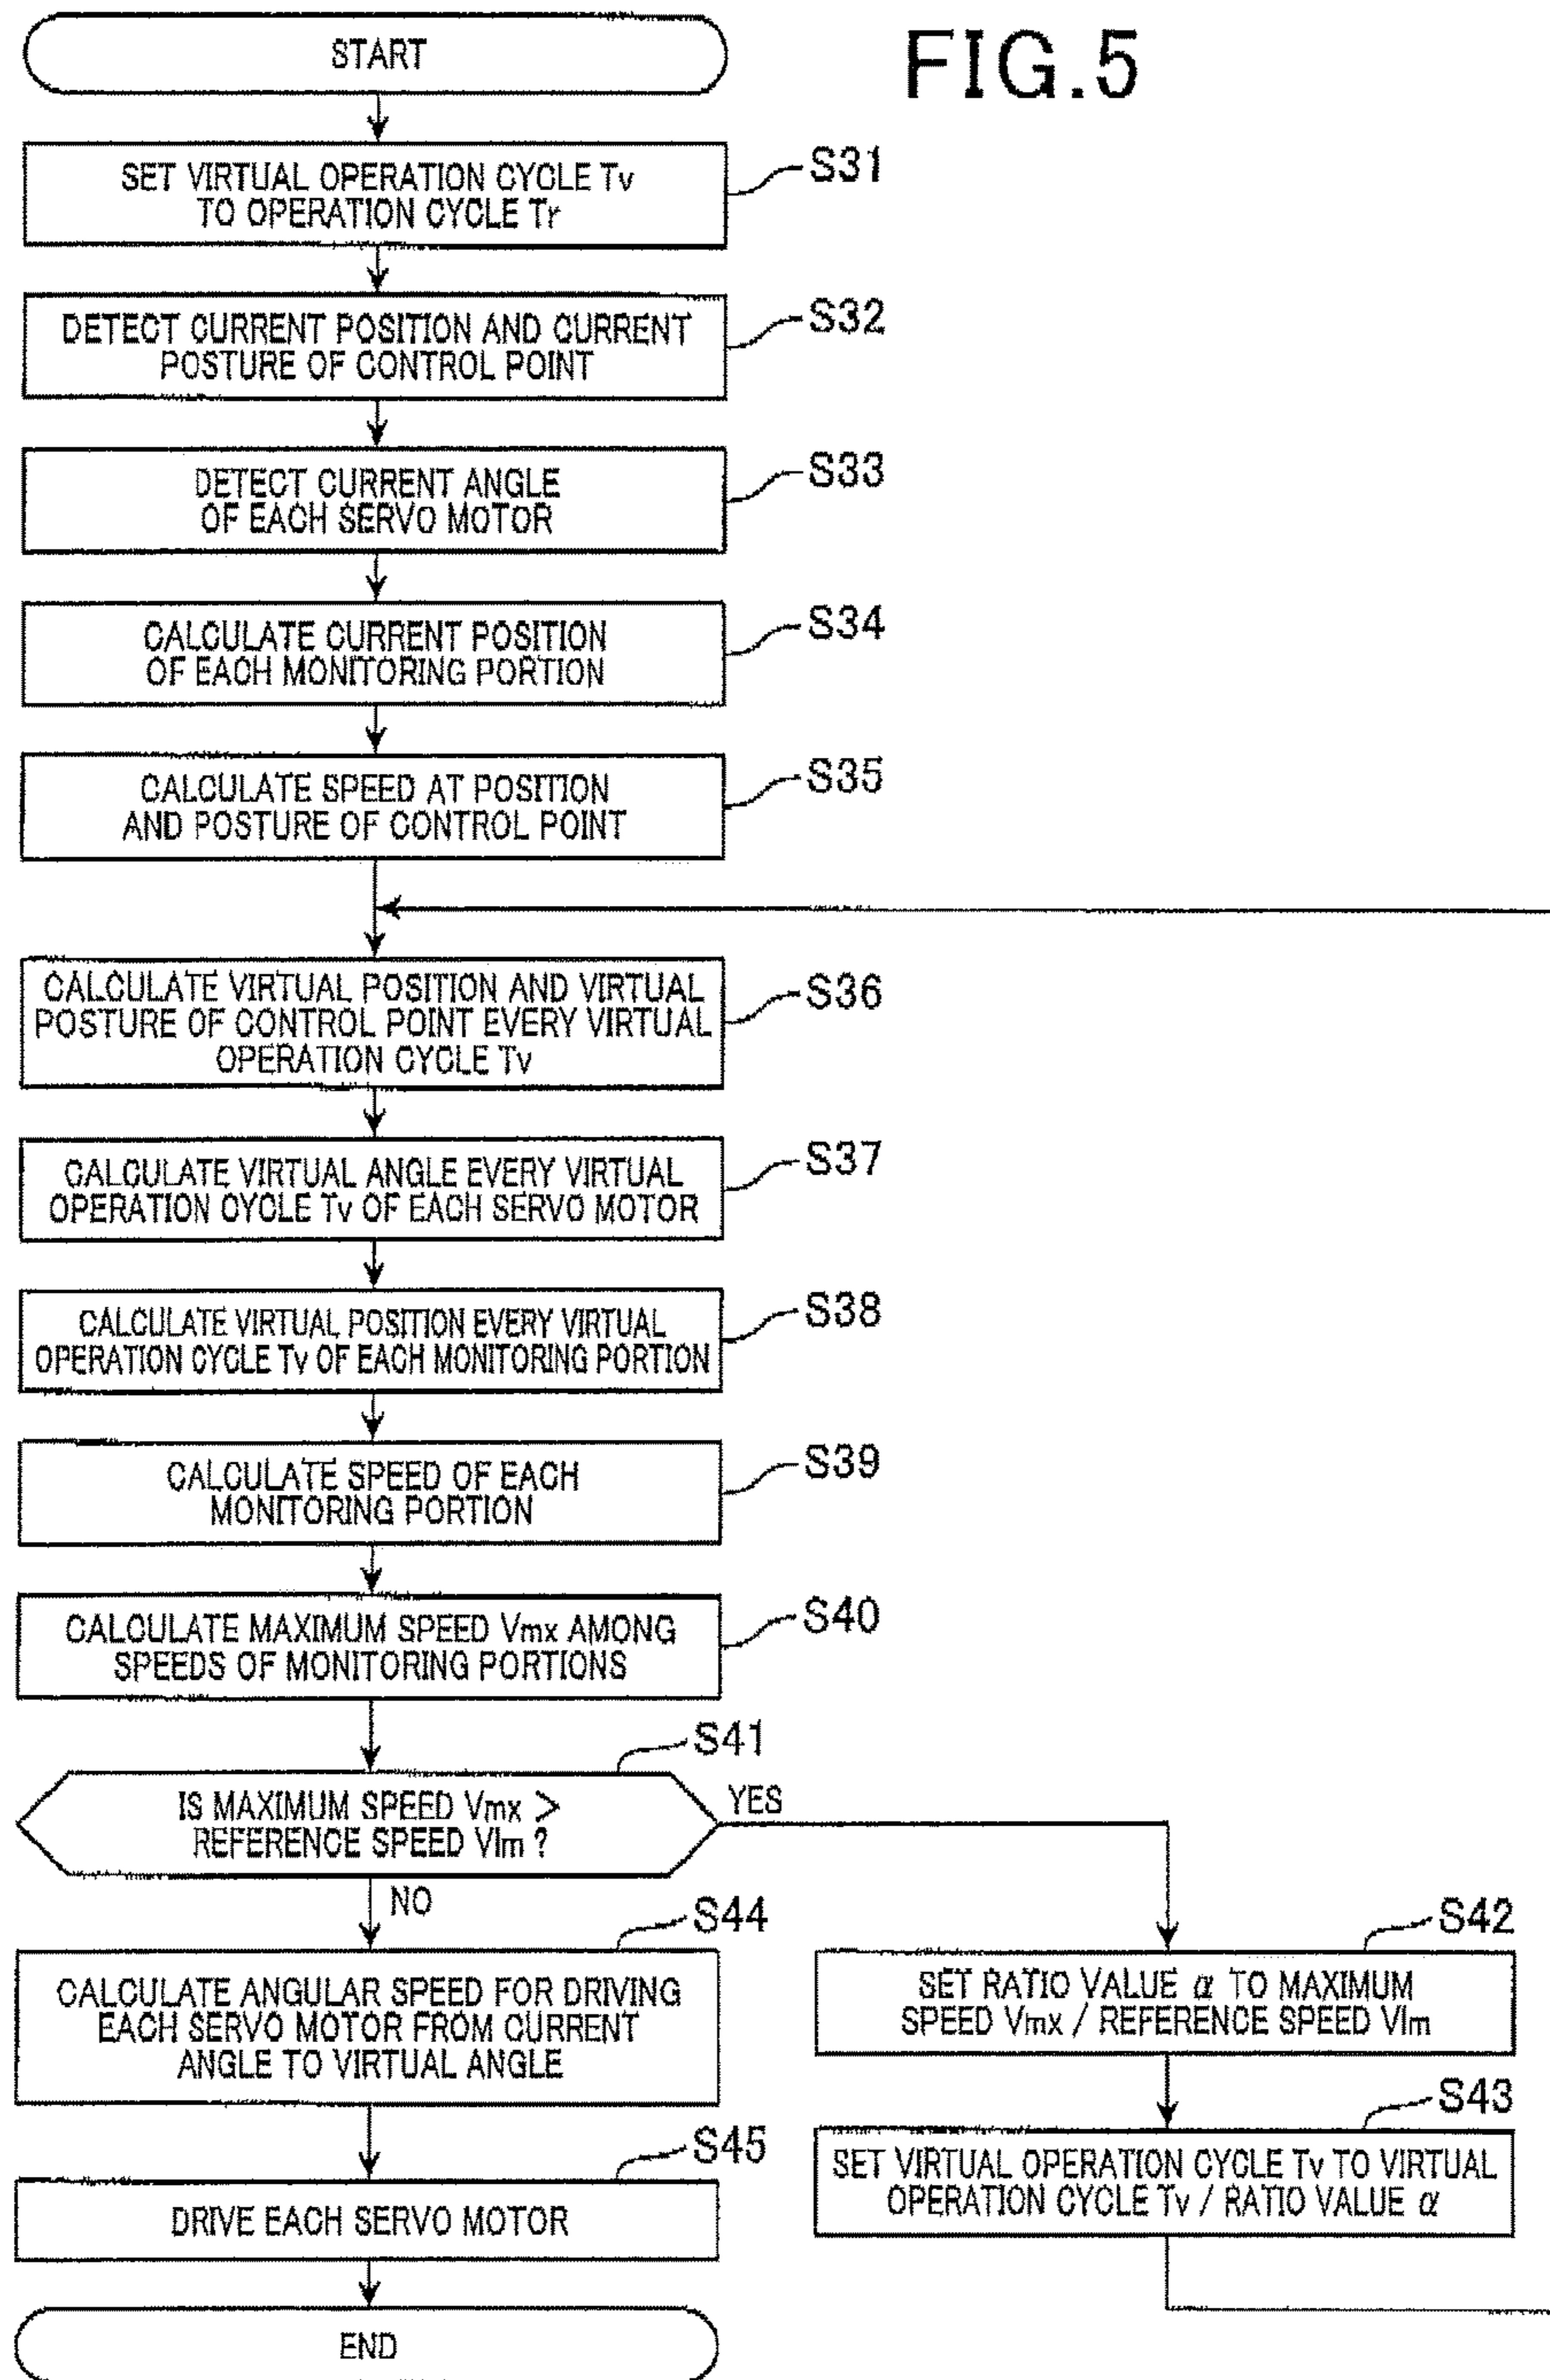 FIG.5
START
SET VIRTUAL OPERATION CYCLE Tv
TO OPERATION CYCLE Tr
S31
DETECT CURRENT POSITION AND CURRENT
POSTURE OF CONTROL POINT
S32
DETECT CURRENT ANGLE
OF EACH SERVO MOTOR
S33
CALCULATE CURRENT POSITION
OF EACH MONITORING PORTION
S34
CALCULATE SPEED AT POSITION
AND POSTURE OF CONTROL POINT
S35
CALCULATE VIRTUAL POSITION AND VIRTUAL
POSTURE OF CONTROL POINT EVERY VIRTUAL
OPERATION CYCLE Tv
S36
CALCULATE VIRTUAL ANGLE EVERY VIRTUAL
OPERATION CYCLE Tv OF EACH SERVO MOTOR
S37
CALCULATE VIRTUAL POSITION EVERY VIRTUAL
OPERATION CYCLE Tv OF EACH MONITORING PORTION
S38
CALCULATE SPEED OF EACH
MONITORING PORTION
S39
CALCULATE MAXIMUM SPEED Vmx AMONG
SPEEDS OF MONITORING PORTIONS
S40
S41
IS MAXIMUM SPEED Vmx >
REFERENCE SPEED Vlm ?
YES
NO
S44
CALCULATE ANGULAR SPEED FOR DRIVING
EACH SERVO MOTOR FROM CURRENT
ANGLE TO VIRTUAL ANGLE
S42
SET RATIO VALUE α TO MAXIMUM
SPEED Vmx / REFERENCE SPEED Vlm
S43
SET VIRTUAL OPERATION CYCLE Tv TO VIRTUAL
OPERATION CYCLE Tv / RATIO VALUE α
S45
DRIVE EACH SERVO MOTOR
END